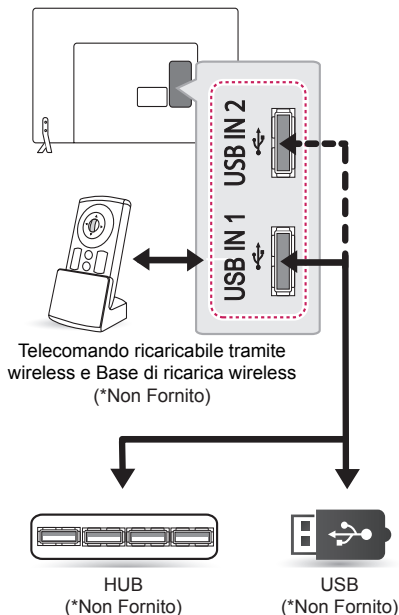 USB IN 2
USB IN 1
Telecomando ricaricabile tramite
wireless e Base di ricarica wireless
(*Non Fornito)
HUB
(*Non Fornito)
USB
(*Non Fornito)